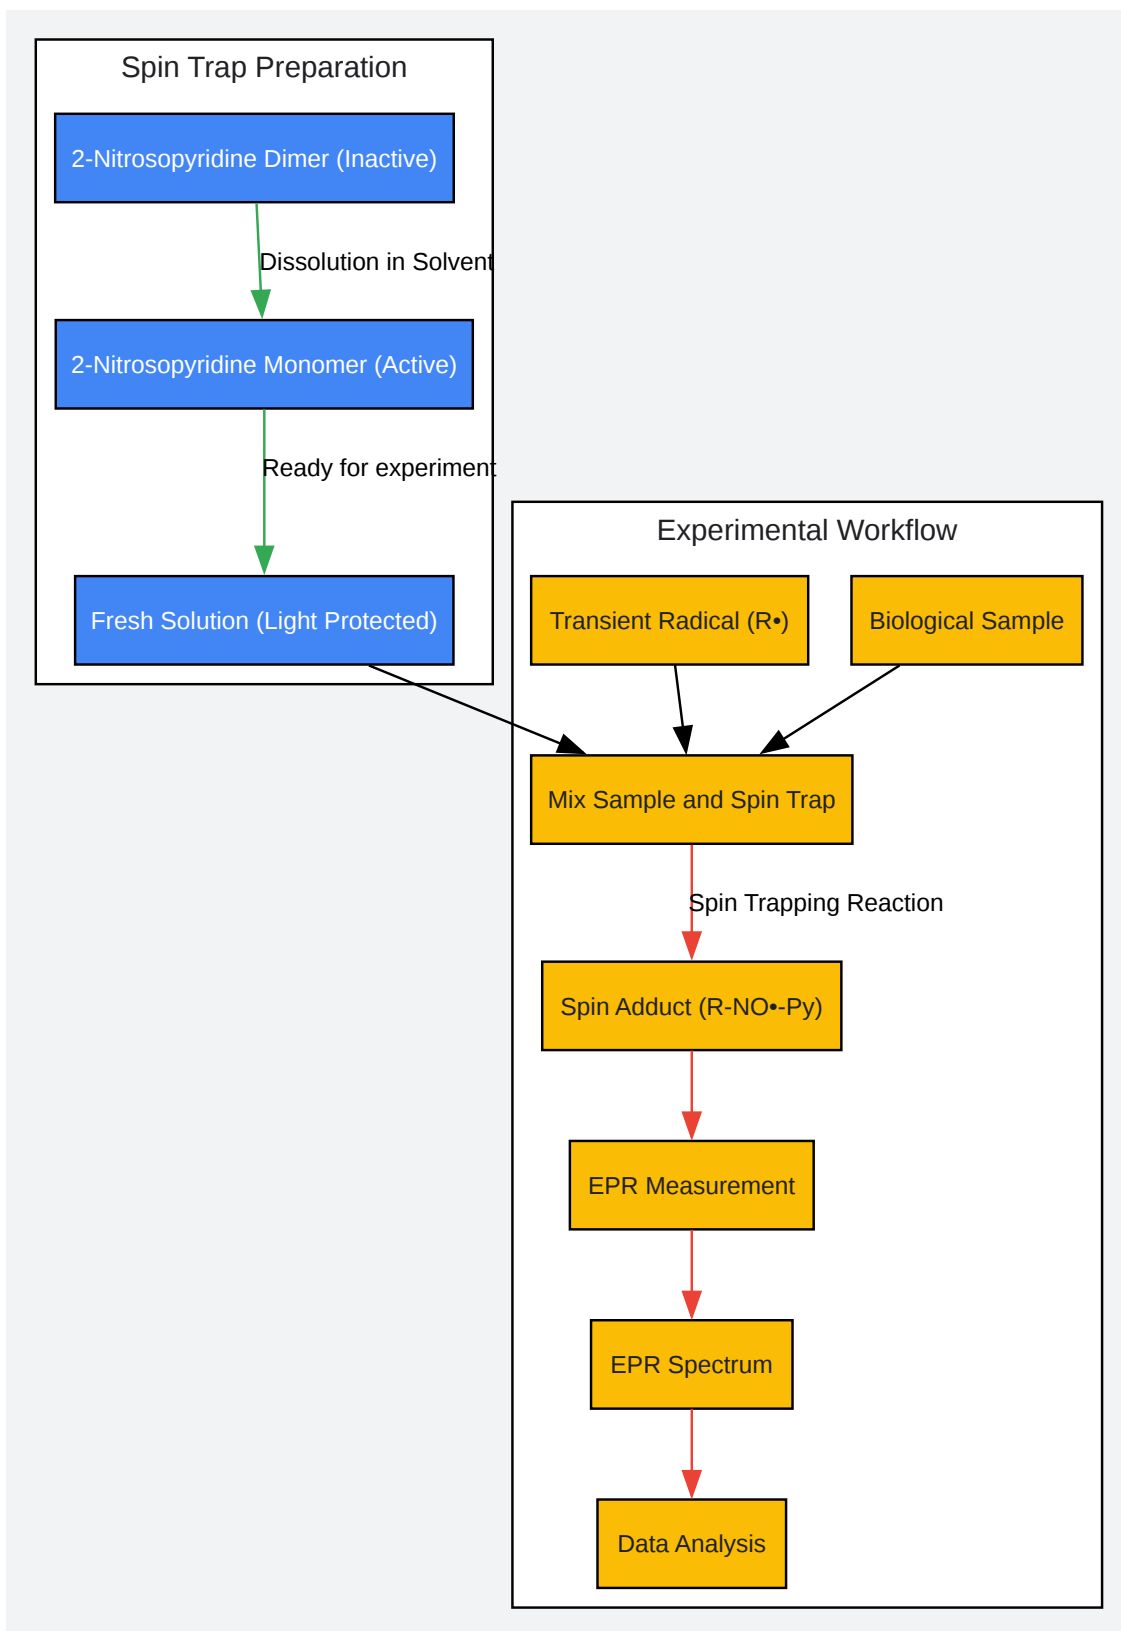 Spin Trap Preparation
2-Nitrosopyridine Dimer (Inactive)
Dissolution in Solvent
2-Nitrosopyridine Monomer (Active)
Ready for experiment
Fresh Solution (Light Protected)
Experimental Workflow
Transient Radical (R•)
Biological Sample
Mix Sample and Spin Trap
Spin Trapping Reaction
Spin Adduct (R-NO•-Py)
EPR Measurement
EPR Spectrum
Data Analysis